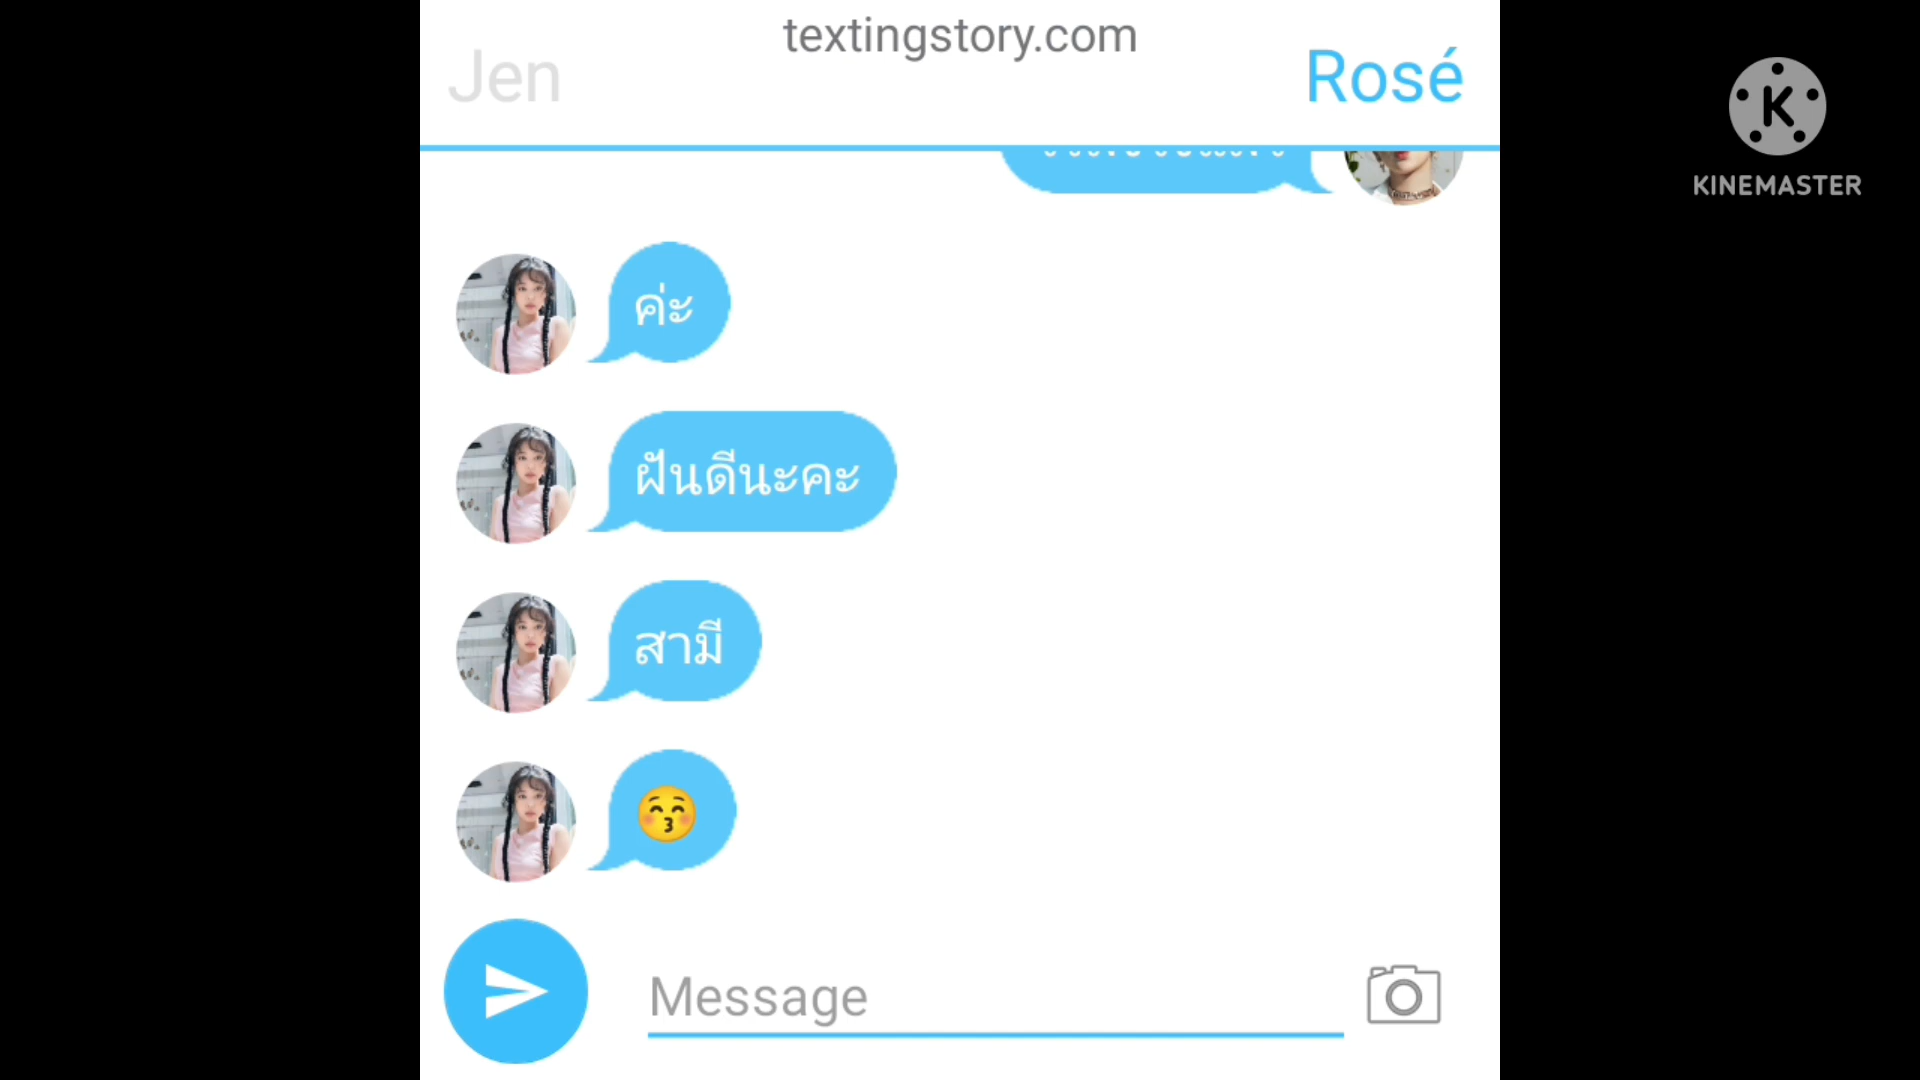 textingstory.com
Jen
Rosé
K
KINEMASTER
ค่ะ
ฝันดีนะคะ
สามี
😚
Message